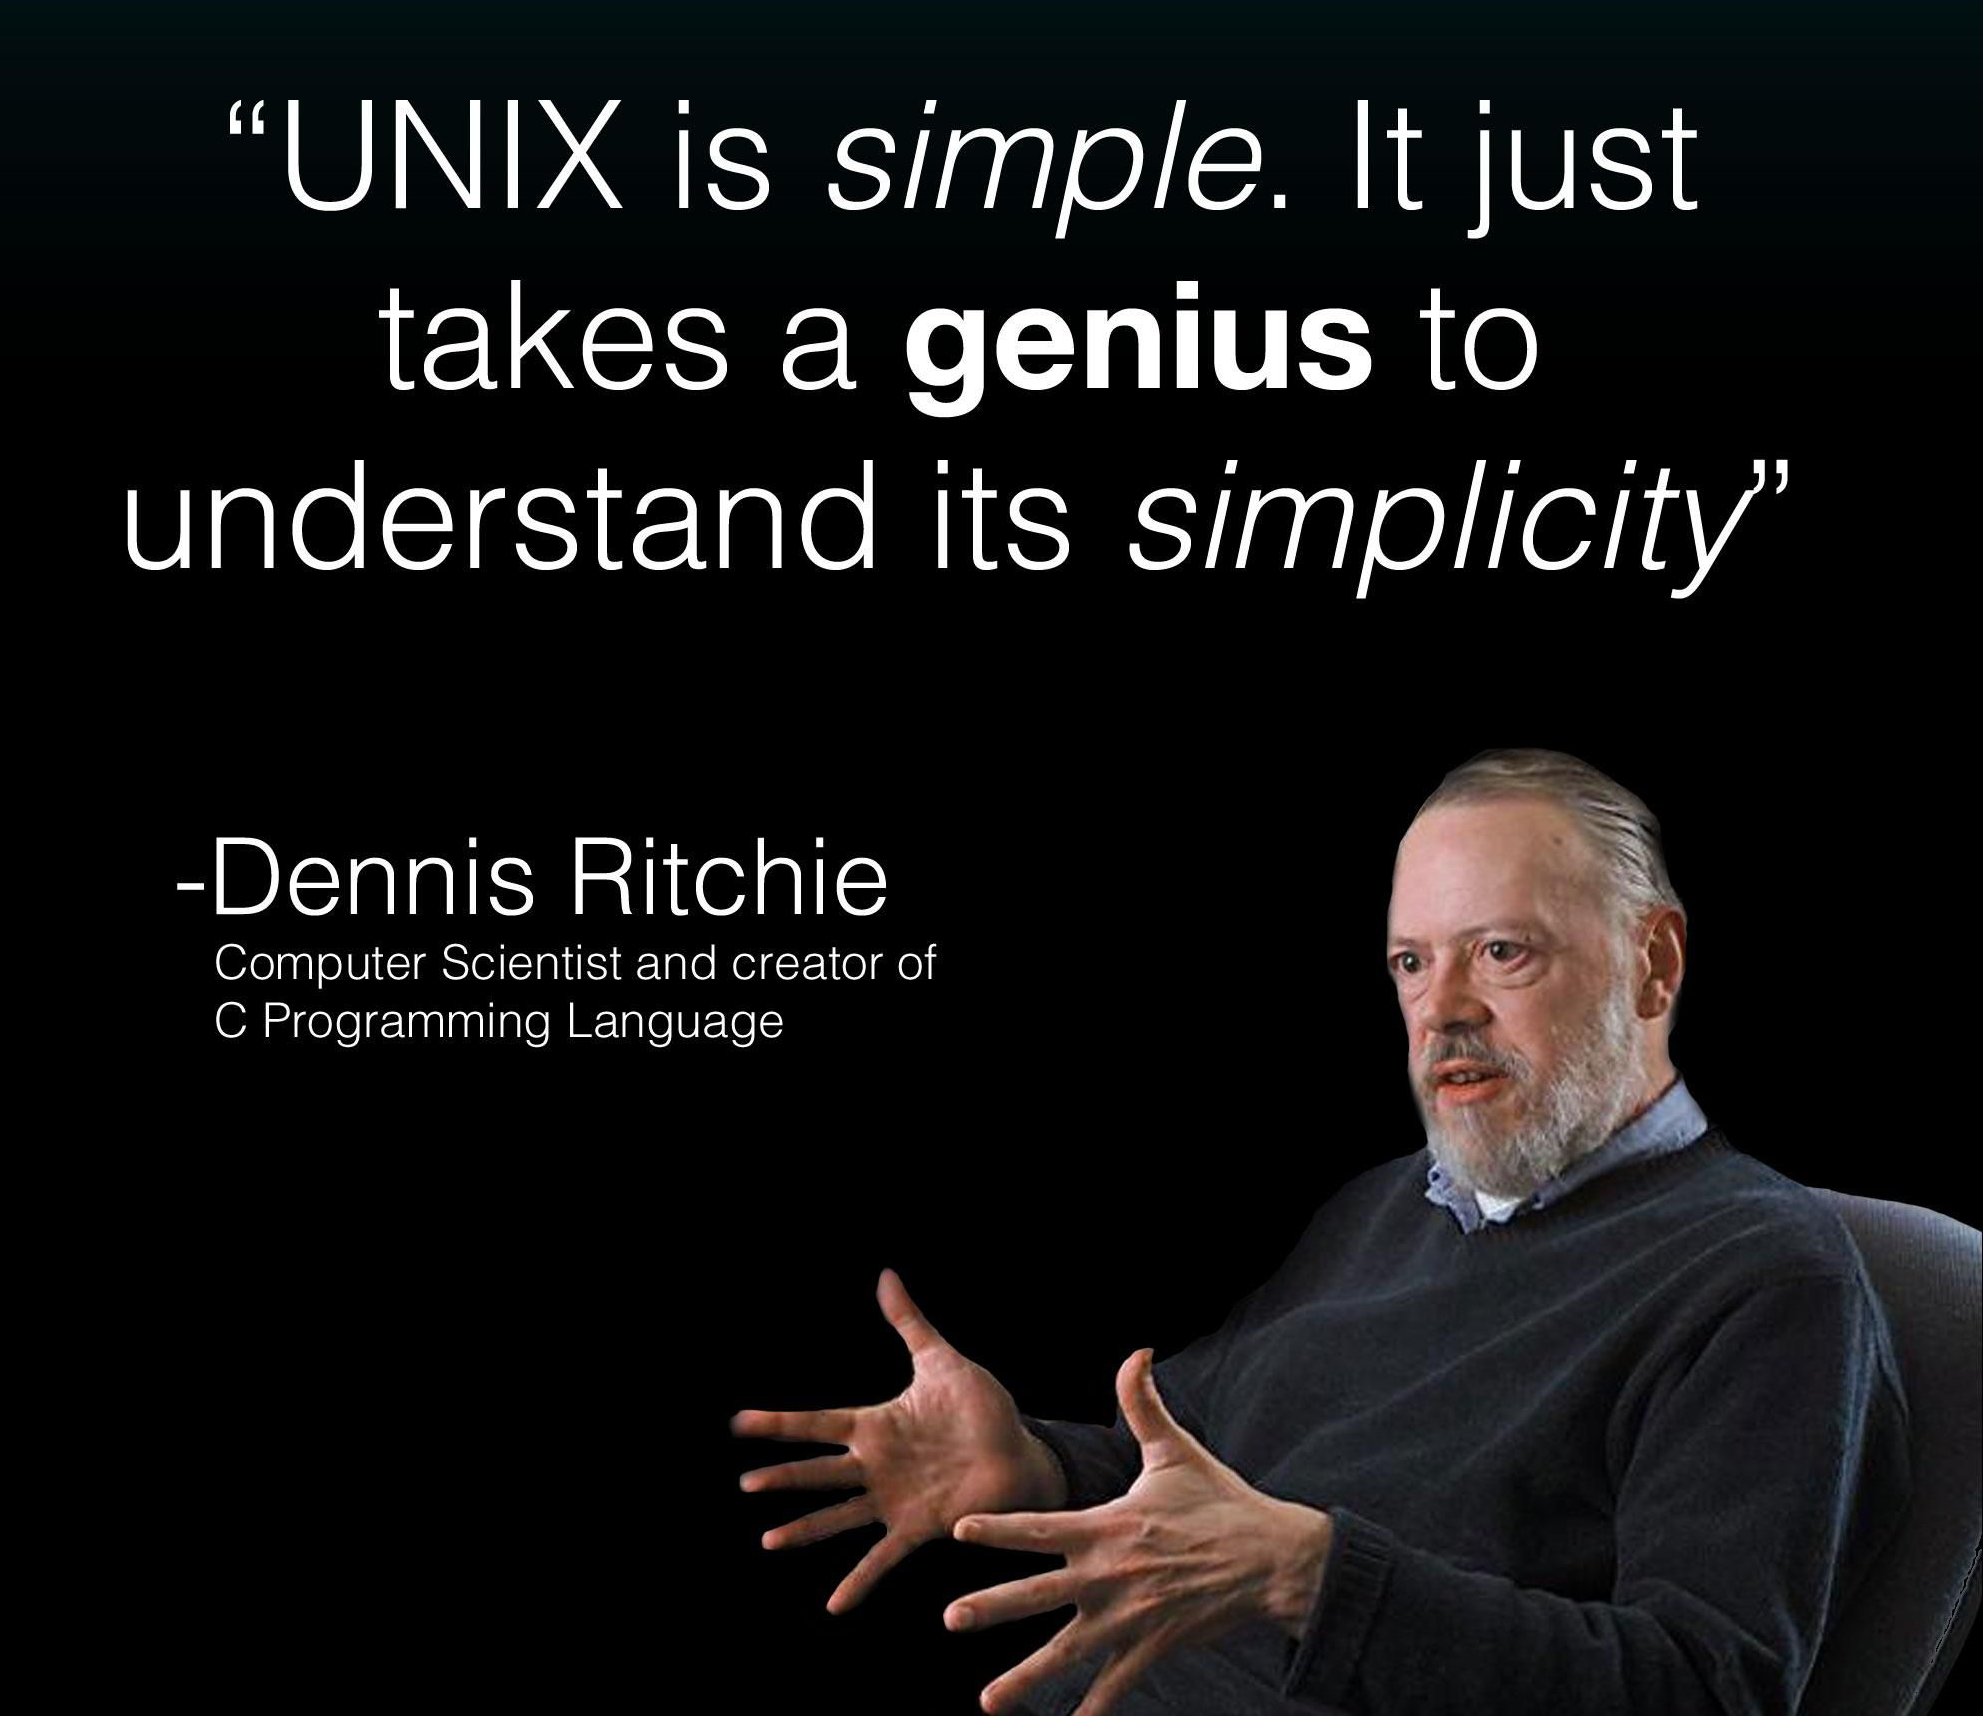 “UNIX is simple. It just
takes a genius to
understand its simplicity”
-Dennis Ritchie
Computer Scientist and creator of
C Programming Language